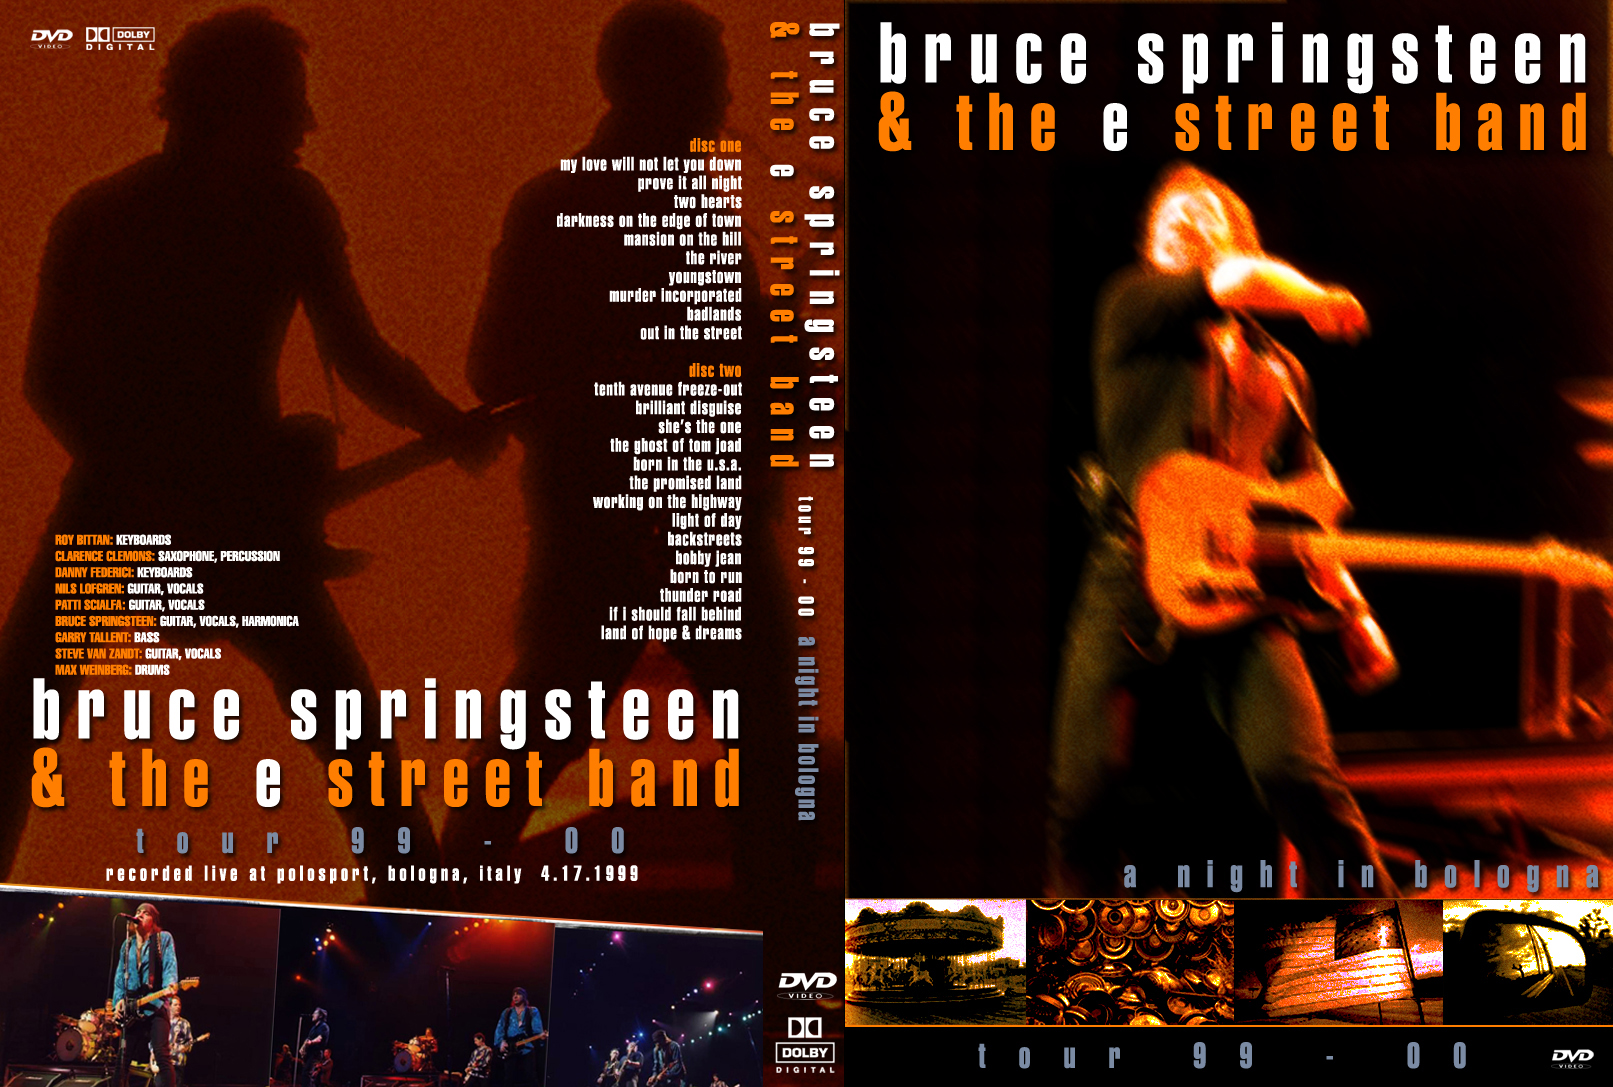 DVD
VIDEO
DOLBY
DIGITAL
disc one
my love will not let you down
prove it all night
two hearts
darkness on the edge of town
mansion on the hill
the river
youngstown
murder incorporated
badlands
out in the street
disc two
tenth avenue freeze-out
brilliant disguise
she's the one
the ghost of tom joad
born in the u.s.a.
the promised land
working on the highway
light of day
backstreets
bobby jean
born to run
thunder road
if i should fall behind
land of hope & dreams
ROY BITTAN: KEYBOARDS
CLARENCE CLEMONS: SAXOPHONE, PERCUSSION
DANNY FEDERICI: KEYBOARDS
NILS LOFGREN: GUITAR, VOCALS
PATTI SCIALFA: GUITAR, VOCALS
BRUCE SPRINGSTEEN: GUITAR, VOCALS, HARMONICA
GARRY TALLENT: BASS
STEVE VAN ZANDT: GUITAR, VOCALS
MAX WEINBERG: DRUMS
bruce springsteen
& the e street band
tour 99 - 00
recorded live at polosport, bologna, italy 4.17.1999
bruce springsteen
& the e street band
tour 99 - 00 a night in bologna
DVD
VIDEO
DOLBY
DIGITAL
bruce springsteen
& the e street band
a night in bologna
tour 99 - 00
DVD
VIDEO